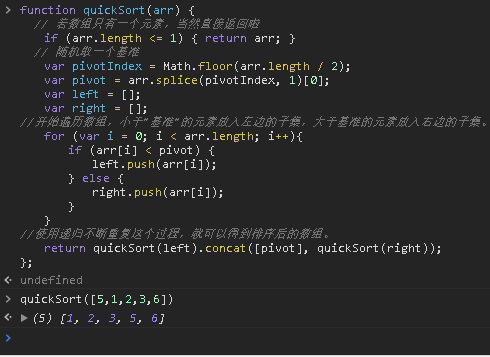 function quickSort(arr) {
// 若数组只有一个元素，当然直接返回啦
if (arr.length <= 1) { return arr; }
// 随机取一个基准
var pivotIndex = Math.floor(arr.length / 2);
var pivot = arr.splice(pivotIndex, 1)[0];
var left = [];
var right = [];
//开始遍历数组，小于"基准"的元素放入左边的子集，大于基准的元素放入右边的子集。
for (var i = 0; i < arr.length; i++){
if (arr[i] < pivot) {
left.push(arr[i]);
} else {
right.push(arr[i]);
}
}
//使用递归不断重复这个过程，就可以得到排序后的数组。
return quickSort(left).concat([pivot], quickSort(right));
};
undefined
quickSort([5,1,2,3,6])
(5) [1, 2, 3, 5, 6]